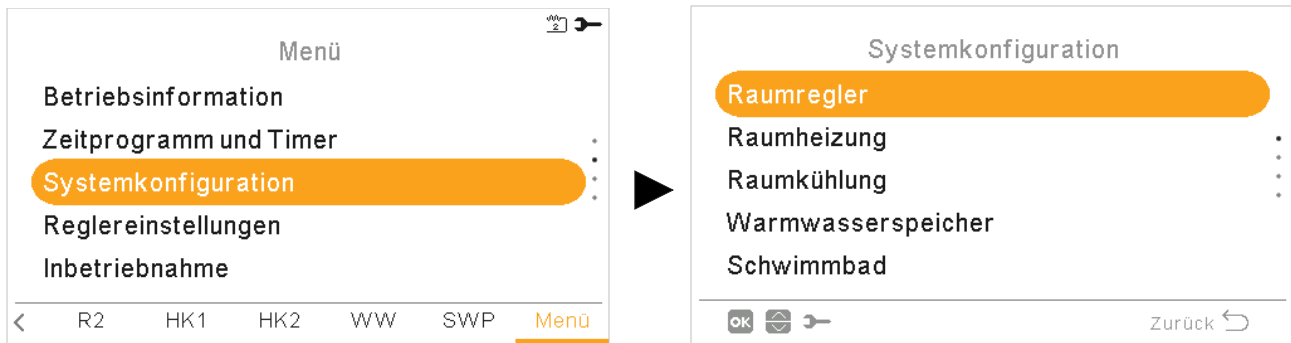 2
Menü
Betriebsinformation
Zeitprogramm und Timer
Systemkonfiguration
Reglereinstellungen
Inbetriebnahme
< R2 HK1 HK2 WW SWP Menü
Systemkonfiguration
Raumregler
Raumheizung
Raumkühlung
Warmwasserspeicher
Schwimmbad
OK Zurück